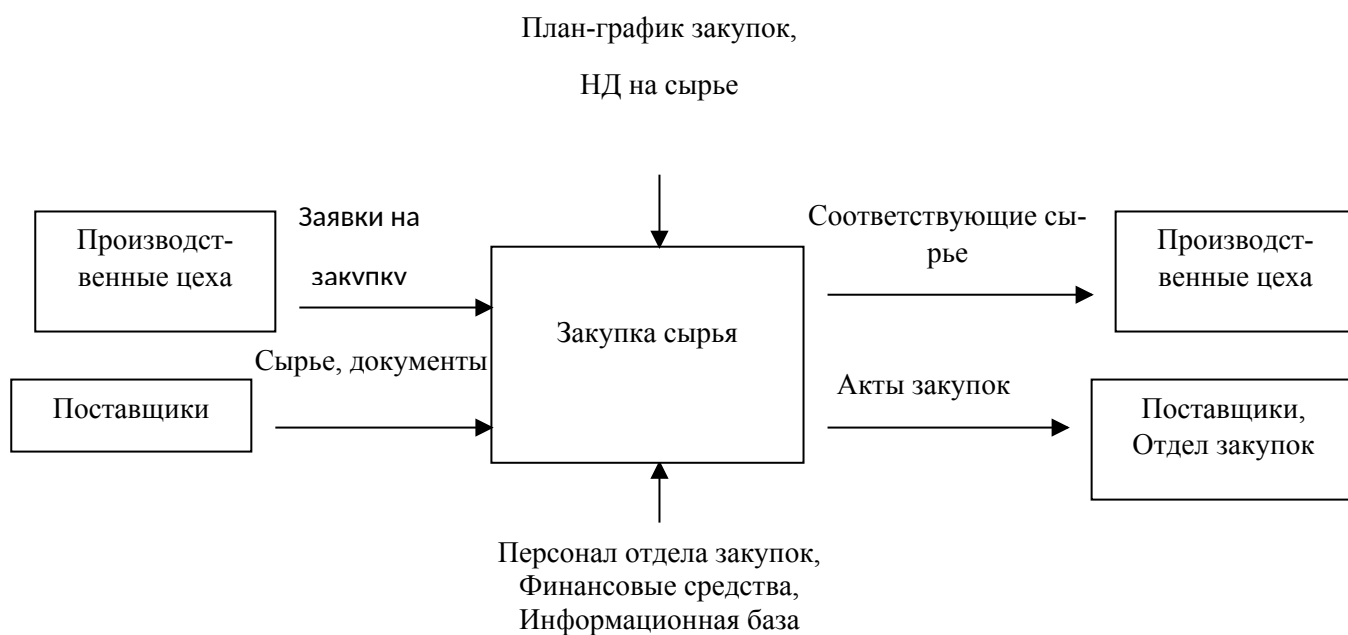 План-график закупок,
НД на сырье
Производст-
венные цеха
Заявки на
закупку
Соответствующие сы-
рье
Производст-
венные цеха
Закупка сырья
Сырье, документы
Поставщики
Акты закупок
Поставщики,
Отдел закупок
Персонал отдела закупок,
Финансовые средства,
Информационная база